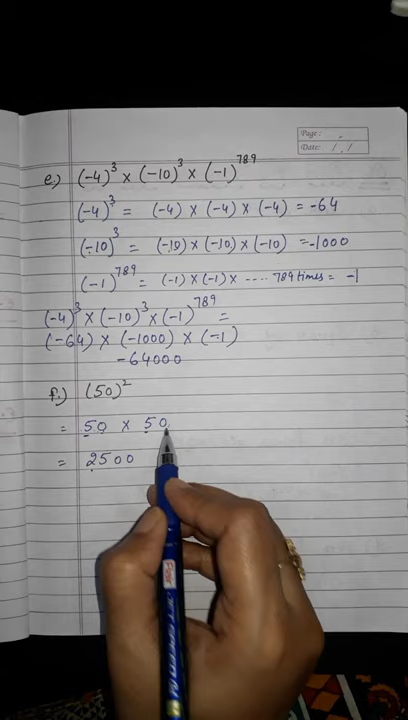 Page:
Date: / /
e.) (-4)³ × (-10)³ × (-1)⁷⁸⁹
(-4)³ = (-4) × (-4) × (-4) = -64
(-10)³ = (-10) × (-10) × (-10) = -1000
(-1)⁷⁸⁹ = (-1) × (-1) × ---- 789 times = -1
(-4)³ × (-10)³ × (-1)⁷⁸⁹ =
(-64) × (-1000) × (-1)
-64000
f.) (50)²
= 50 × 50
= 2500